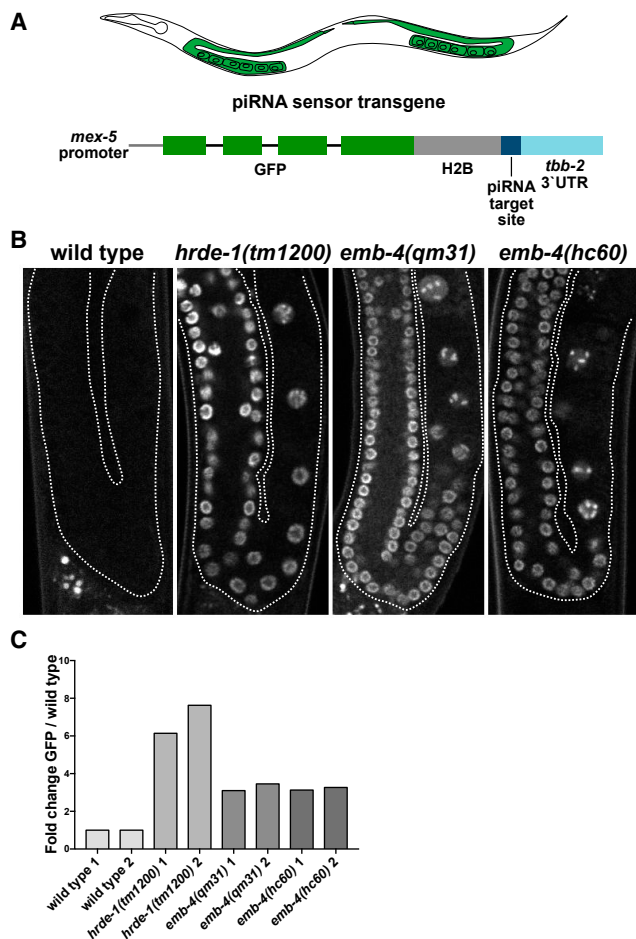 A
piRNA sensor transgene
mex-5
promoter
GFP
H2B
piRNA
target
site
tbb-2
3`UTR
B
wild type
hrde-1(tm1200)
emb-4(qm31)
emb-4(hc60)
C
Fold change GFP / wild type
10
8
6
4
2
0
wild type 1
wild type 2
hrde-1(tm1200) 1
hrde-1(tm1200) 2
emb-4(qm31) 1
emb-4(qm31) 2
emb-4(hc60) 1
emb-4(hc60) 2